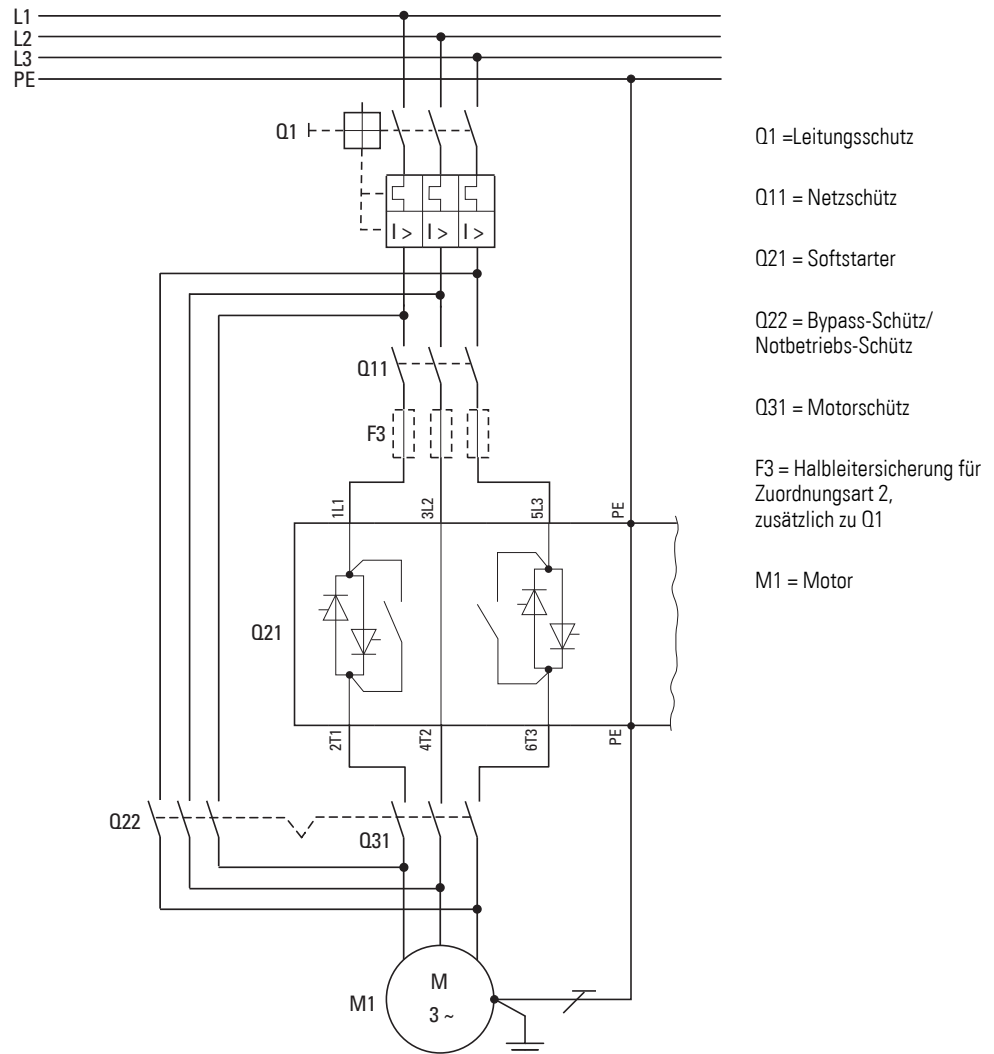 L1
L2
L3
PE
Q1
I > I > I >
Q11
F3
1L1 3L2 5L3 PE
Q21
2T1 4T2 6T3 PE
Q22
Q31
M1
M
3 ~
Q1 =Leitungsschutz
Q11 = Netzschütz
Q21 = Softstarter
Q22 = Bypass-Schütz/
Notbetriebs-Schütz
Q31 = Motorschütz
F3 = Halbleitersicherung für
Zuordnungsart 2,
zusätzlich zu Q1
M1 = Motor